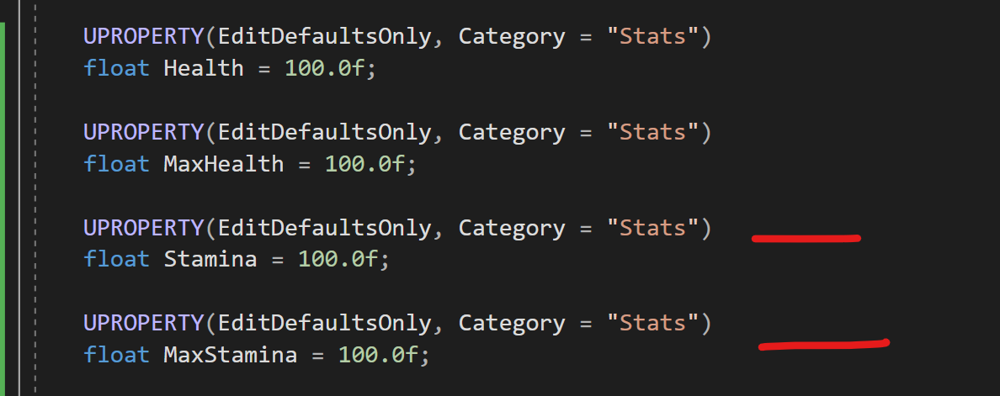 UPROPERTY(EditDefaultsOnly, Category = "Stats")
float Health = 100.0f;
UPROPERTY(EditDefaultsOnly, Category = "Stats")
float MaxHealth = 100.0f;
UPROPERTY(EditDefaultsOnly, Category = "Stats")
float Stamina = 100.0f;
UPROPERTY(EditDefaultsOnly, Category = "Stats")
float MaxStamina = 100.0f;